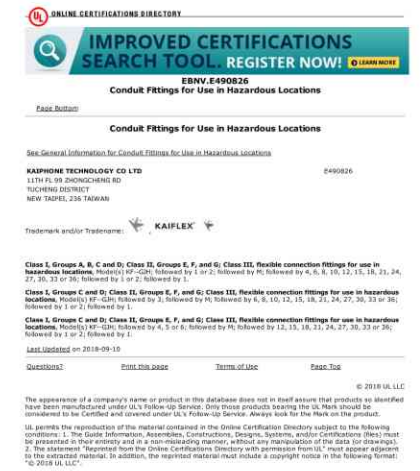 UL ONLINE CERTIFICATIONS DIRECTORY
IMPROVED CERTIFICATIONS
SEARCH TOOL. REGISTER NOW! LEARN MORE
EBNV.E490826
Conduit Fittings for Use in Hazardous Locations
Page Bottom
Conduit Fittings for Use in Hazardous Locations
See General Information for Conduit Fittings for Use in Hazardous Locations
KAIPHONE TECHNOLOGY CO LTD E490826
11TH FL 99 ZHONGCHENG RD
TUCHENG DISTRICT
NEW TAIPEI, 236 TAIWAN
Trademark and/or Tradename: , KAIFLEX
Class I, Groups A, B, C and D; Class II, Groups E, F, and G; Class III, flexible connection fittings for use in
hazardous locations, Model(s) KF--GJH; followed by 1 or 2; followed by M; followed by 4, 6, 8, 10, 12, 15, 18, 21, 24,
27, 30, 33 or 36; followed by 1 or 2; followed by 1.
Class I, Groups C and D; Class II, Groups E, F, and G; Class III, flexible connection fittings for use in hazardous
locations, Model(s) KF--GJH; followed by 3; followed by M; followed by 6, 8, 10, 12, 15, 18, 21, 24, 27, 30, 33 or 36;
followed by 1 or 2; followed by 1.
Class I, Groups C and D; Class II, Groups E, F, and G; Class III, flexible connection fittings for use in hazardous
locations, Model(s) KF--GJH; followed by 4, 5 or 6; followed by M; followed by 12, 15, 18, 21, 24, 27, 30, 33 or 36;
followed by 1 or 2; followed by 1.
Last Updated on 2018-09-10
Questions? Print this page Terms of Use Page Top
© 2018 UL LLC
The appearance of a company's name or product in this database does not in itself assure that products so identified
have been manufactured under UL's Follow-Up Service. Only those products bearing the UL Mark should be
considered to be Certified and covered under UL's Follow-Up Service. Always look for the Mark on the product.
UL permits the reproduction of the material contained in the Online Certification Directory subject to the following
conditions: 1. The Guide Information, Assemblies, Constructions, Designs, Systems, and/or Certifications (files) must
be presented in their entirety and in a non-misleading manner, without any manipulation of the data (or drawings).
2. The statement "Reprinted from the Online Certifications Directory with permission from UL" must appear adjacent
to the extracted material. In addition, the reprinted material must include a copyright notice in the following format:
"© 2018 UL LLC".